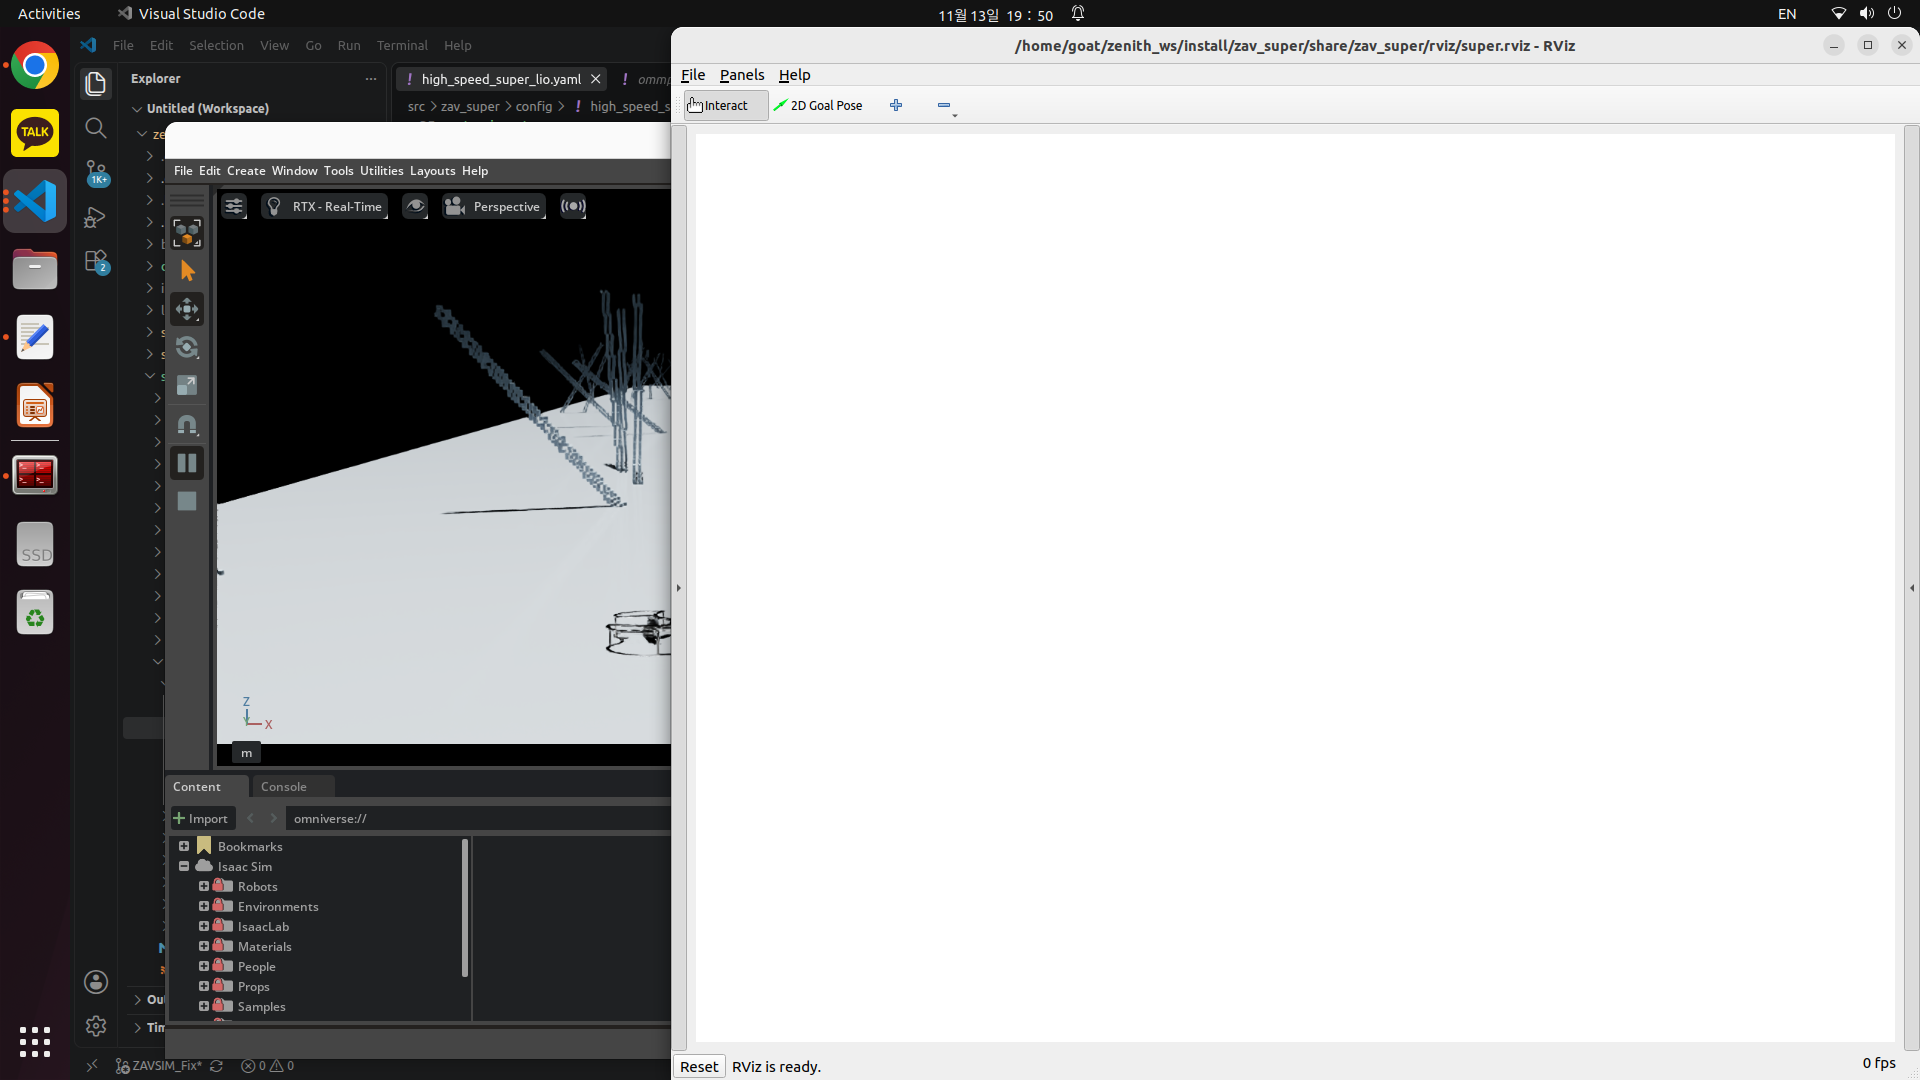 Activities
Visual Studio Code
11월 13일 19 : 50
EN
TALK
1K+
2
SSD
File Edit Selection View Go Run Terminal Help
Explorer
Untitled (Workspace)
! high_speed_super_lio.yaml
src > zav_super > config > ! high_speed_s
ZAVSIM_Fix*
0 0
File Edit Create Window Tools Utilities Layouts Help
RTX - Real-Time
Perspective
Z
X
m
Content
Console
Import
omniverse://
Bookmarks
Isaac Sim
Robots
Environments
IsaacLab
Materials
People
Props
Samples
/home/goat/zenith_ws/install/zav_super/share/zav_super/rviz/super.rviz - RViz
File Panels Help
Interact
2D Goal Pose
Reset
RViz is ready.
0 fps